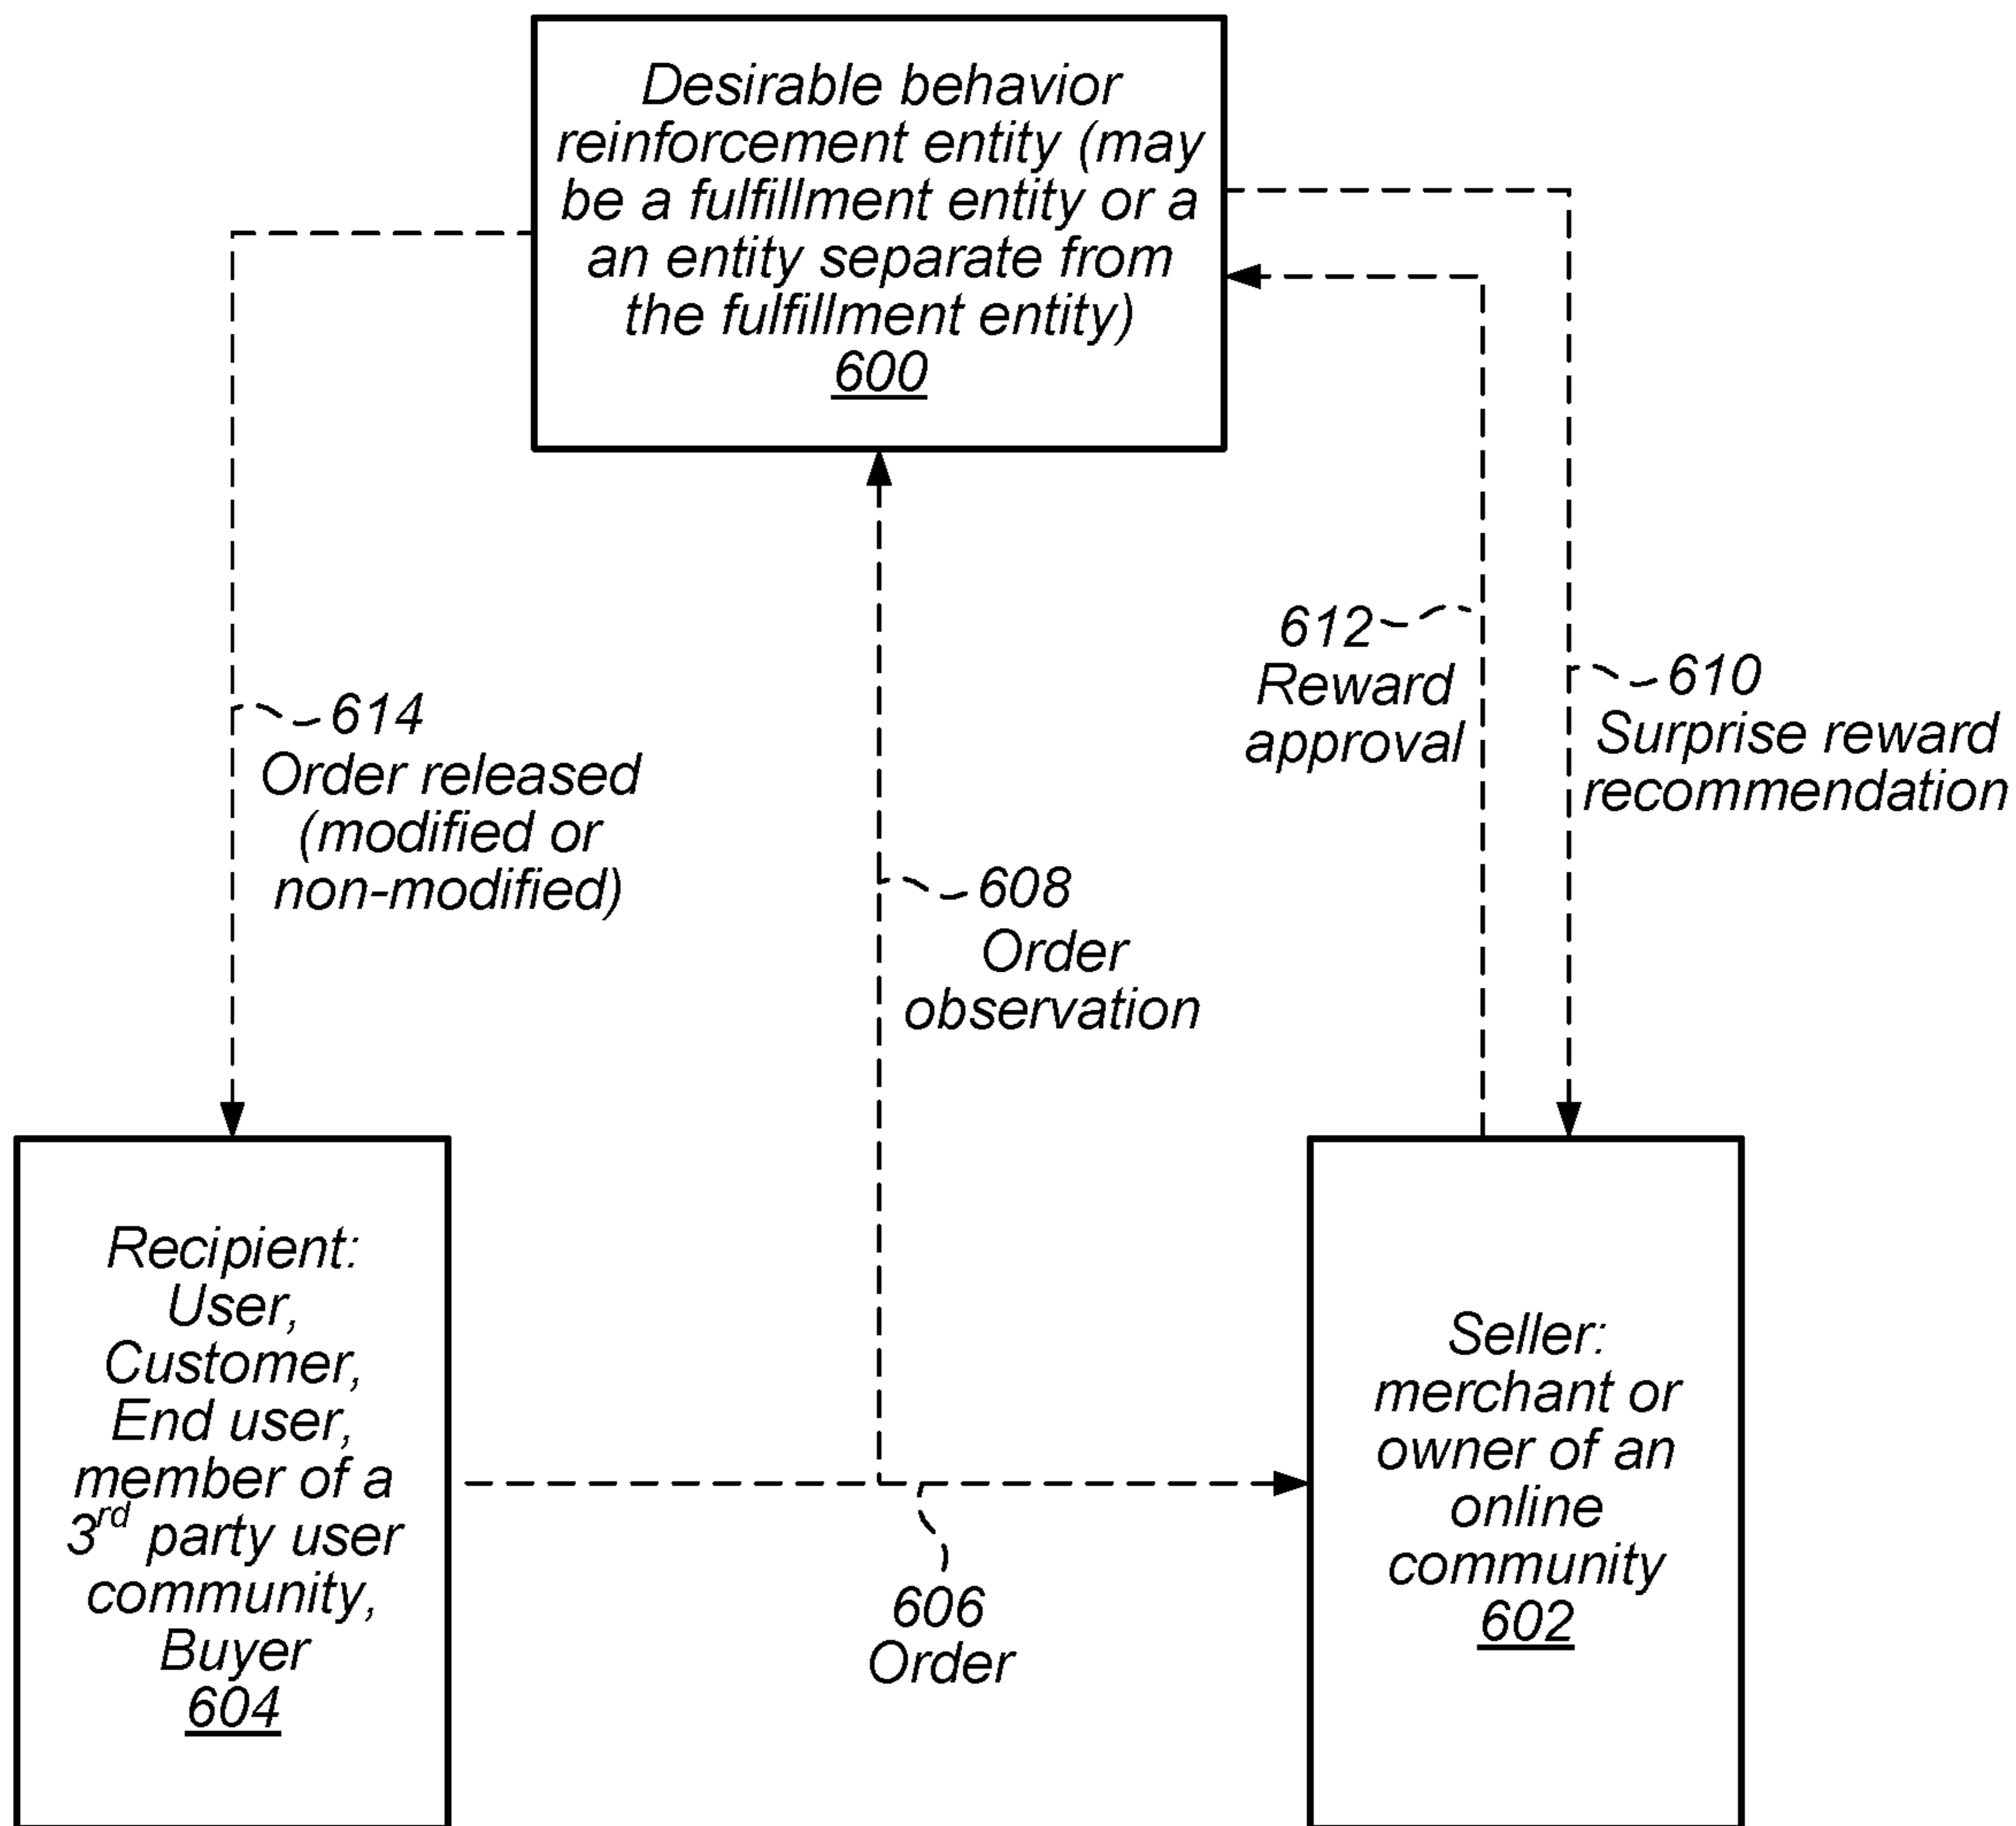 Desirable behavior
reinforcement entity (may
be a fulfillment entity or a
an entity separate from
the fulfillment entity)
600
612
Reward
approval
610
Surprise reward
recommendation
614
Order released
(modified or
non-modified)
608
Order
observation
Recipient:
User,
Customer,
End user,
member of a
3rd party user
community,
Buyer
604
Seller:
merchant or
owner of an
online
community
602
606
Order